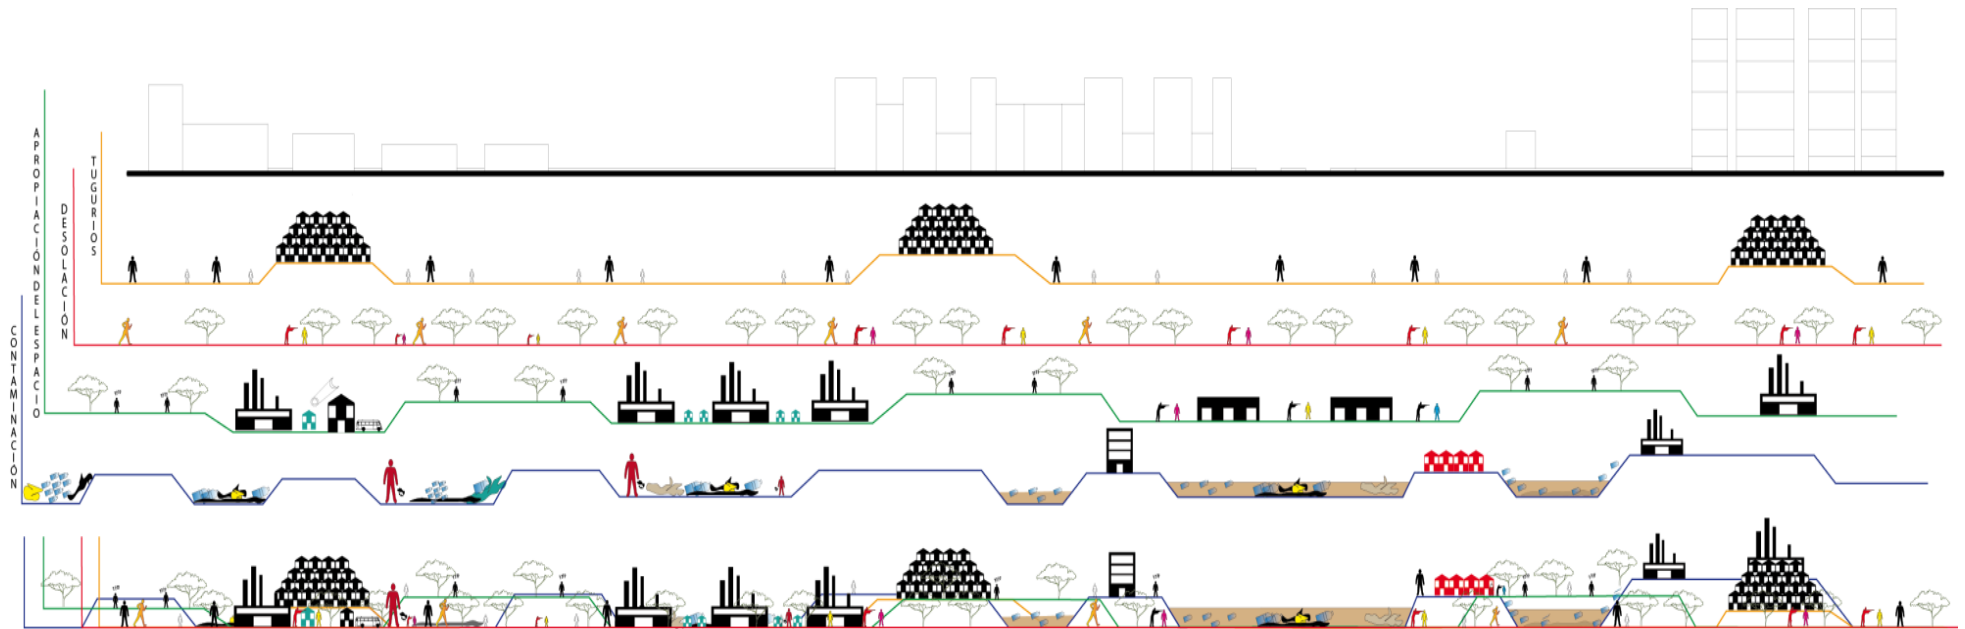 TUGURIOS
DESOLACIÓN
APROPIACIÓN DEL ESPACIO
CONTAMINACIÓN